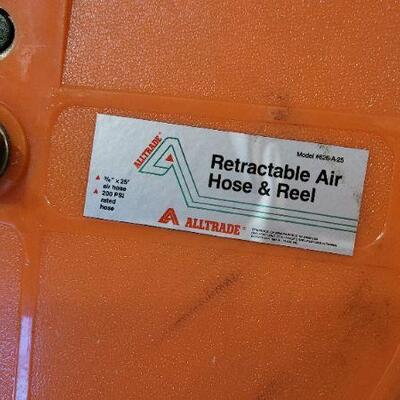 ALLTRADE®
Model #626-A-25
Retractable Air
Hose & Reel
3/8" x 25'
air hose
200 PSI
rated
hose
ALLTRADE®